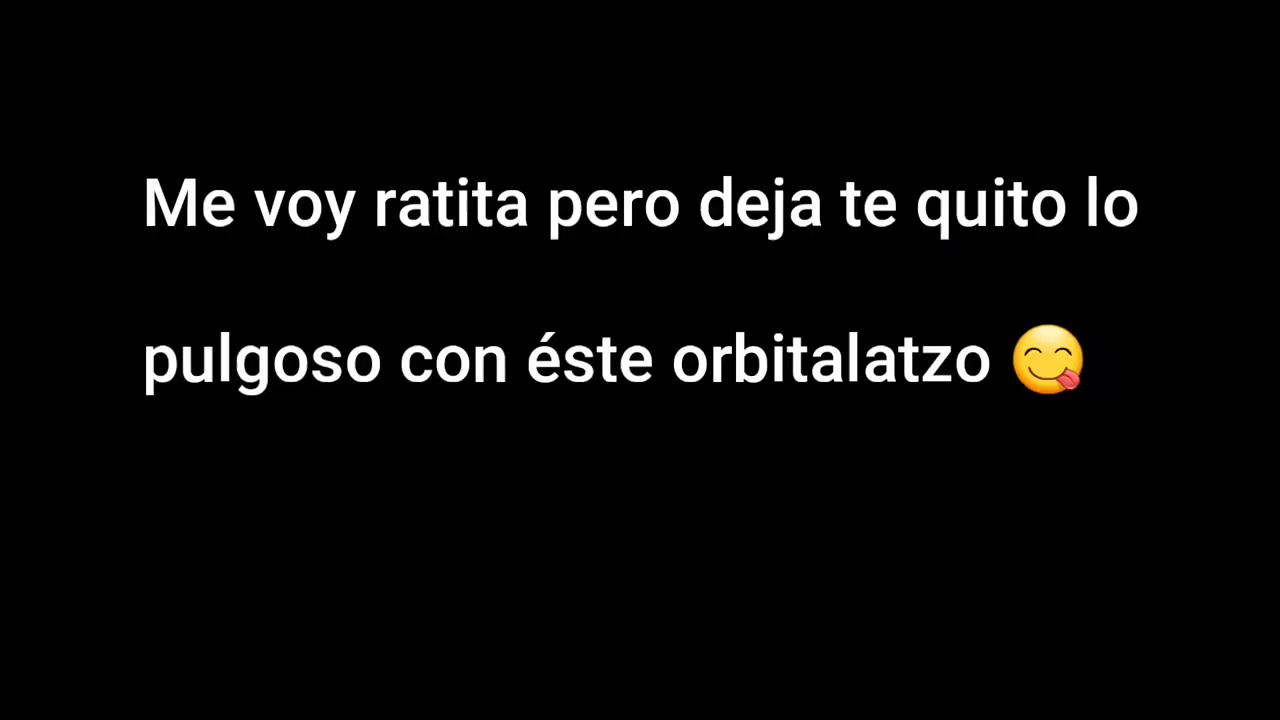 Me voy ratita pero deja te quito lo
pulgoso con éste orbitalatzo 😋